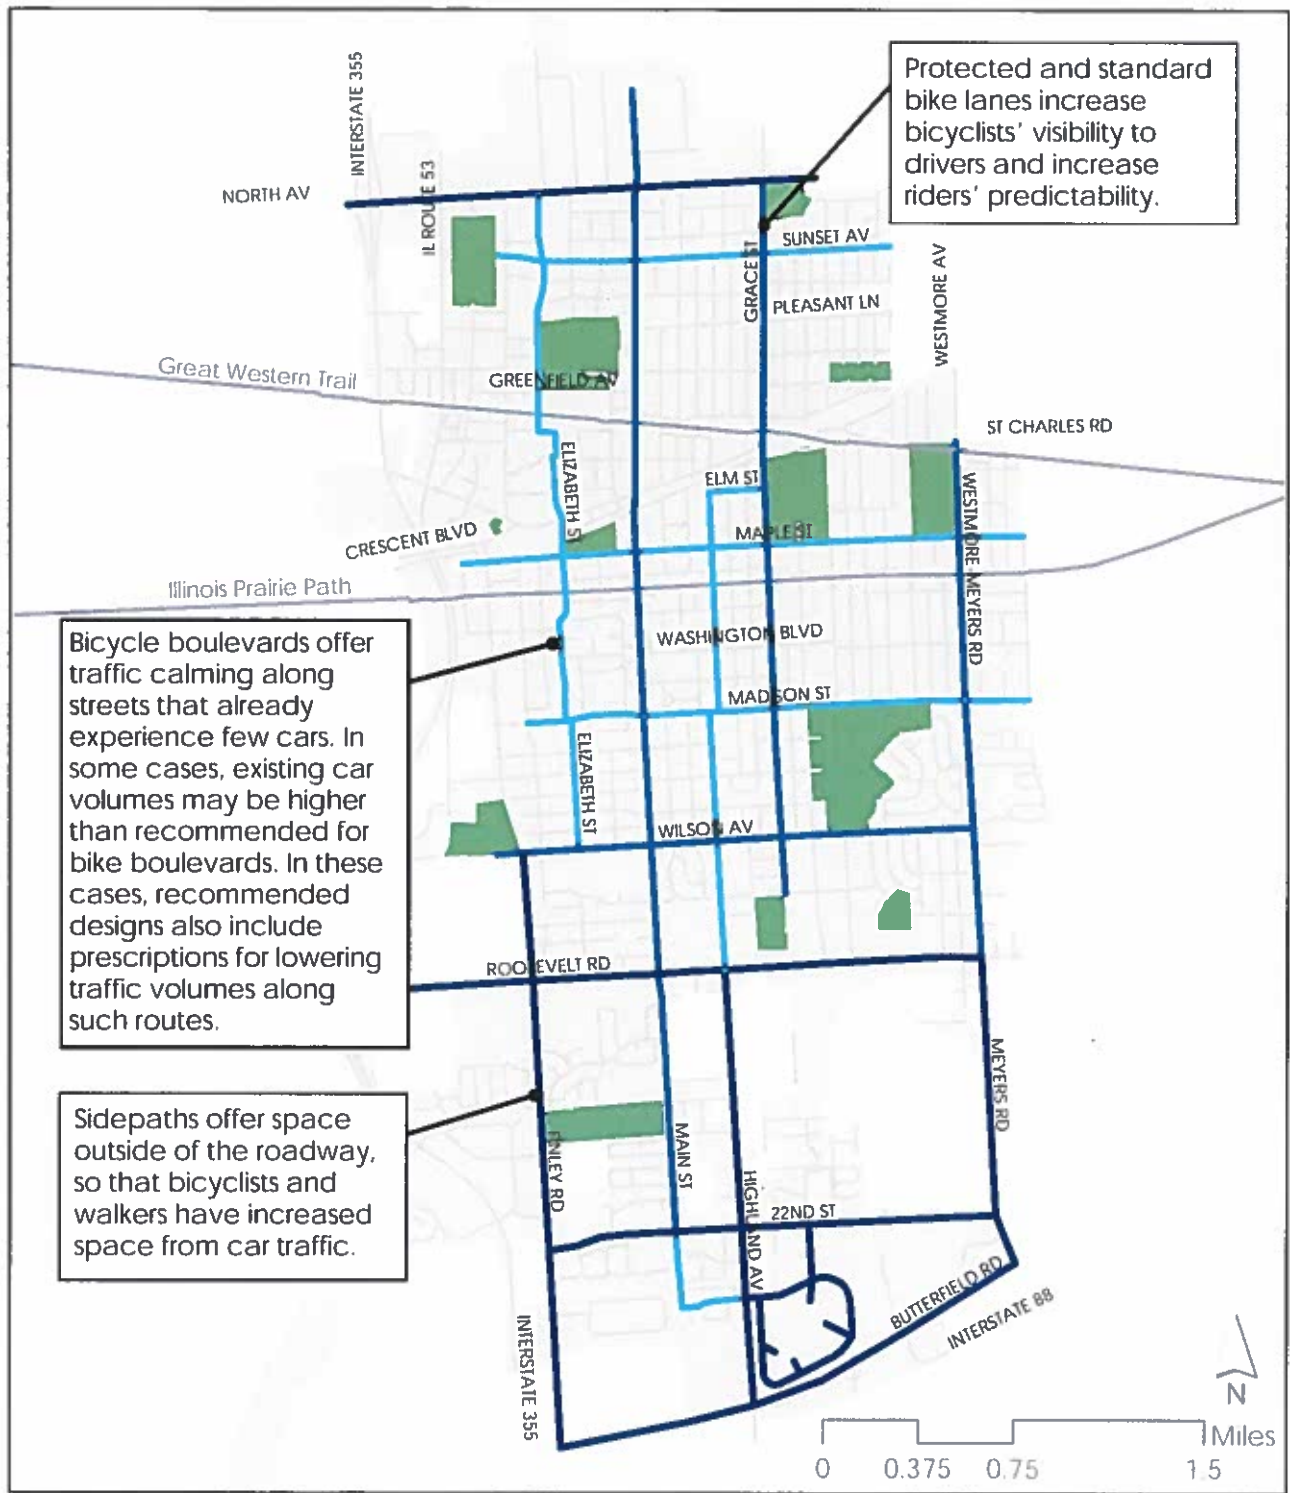 INTERSTATE 355
Protected and standard
bike lanes increase
bicyclists' visibility to
drivers and increase
riders' predictability.
NORTH AV
IL ROUTE 53
SUNSET AV
GRACE ST
PLEASANT LN
WESTMORE AV
Great Western Trail
GREENFIELD AV
ST CHARLES RD
ELIZABETH ST
ELM ST
WESTMORE MEYERS RD
CRESCENT BLVD
MAPLE ST
Illinois Prairie Path
WASHINGTON BLVD
Bicycle boulevards offer
traffic calming along
streets that already
experience few cars. In
some cases, existing car
volumes may be higher
than recommended for
bike boulevards. In these
cases, recommended
designs also include
prescriptions for lowering
traffic volumes along
such routes.
MADSON ST
ELIZABETH ST
WILSON AV
ROOSEVELT RD
MEYERS RD
Sidepaths offer space
outside of the roadway,
so that bicyclists and
walkers have increased
space from car traffic.
FINLEY RD
MAIN ST
HIGHLAND AV
22ND ST
BUTTERFIELD RD
INTERSTATE 88
INTERSTATE 355
N
Miles
0 0.375 0.75 1.5